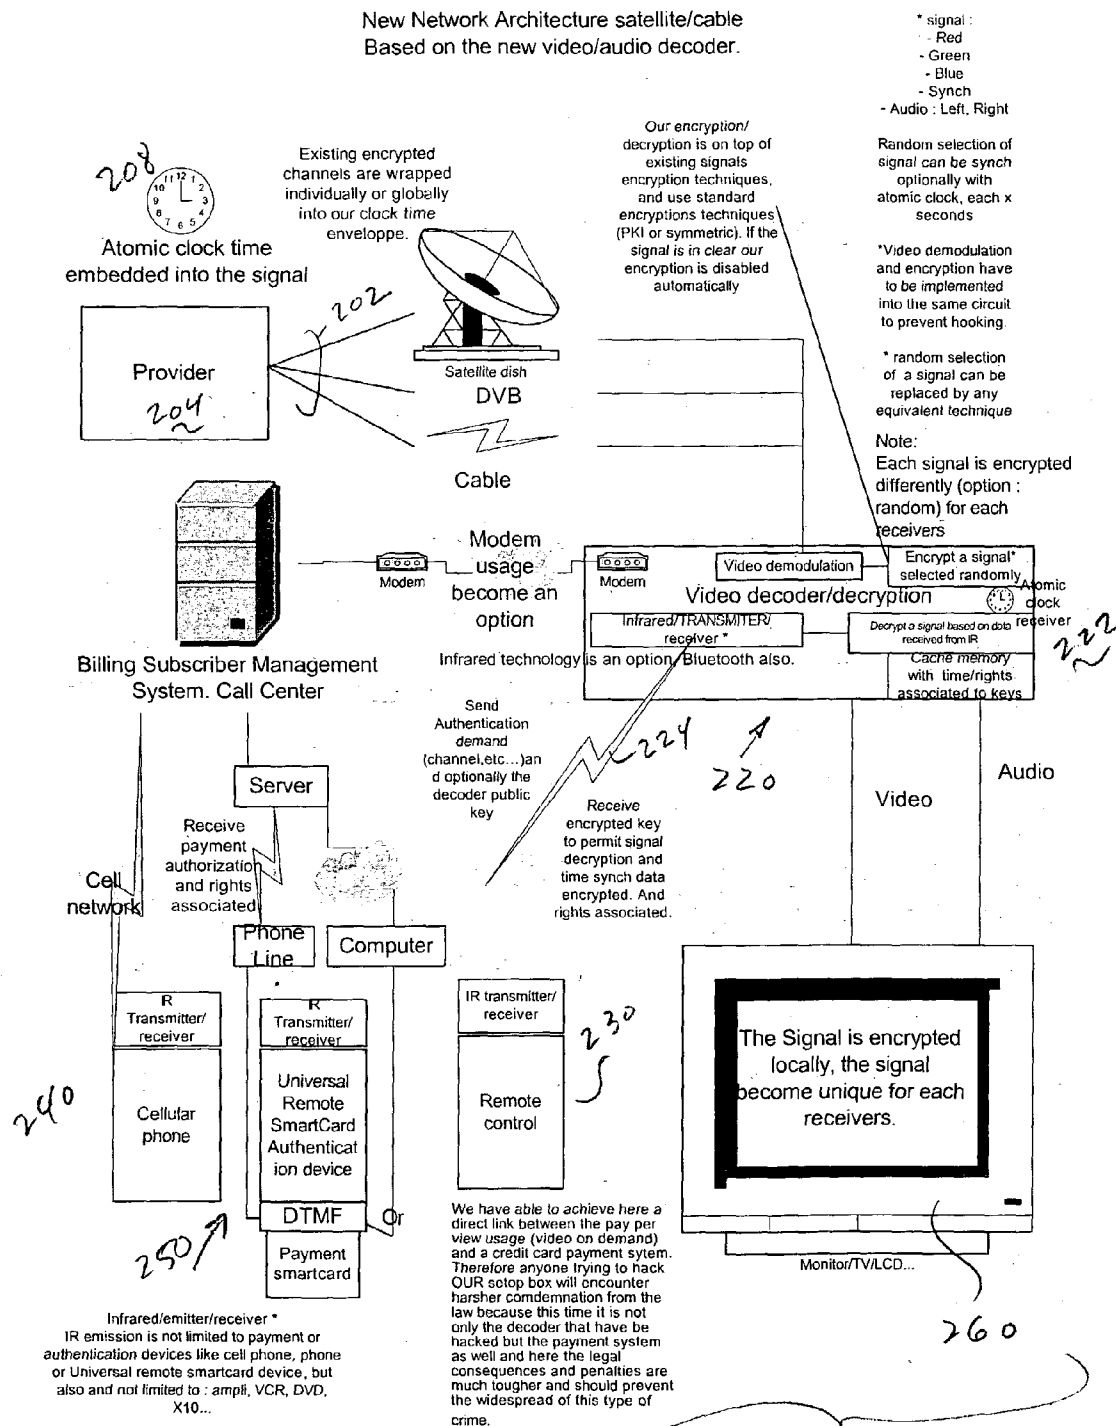 New Network Architecture satellite/cable
Based on the new video/audio decoder.
* signal :
- Red
- Green
- Blue
- Synch
- Audio : Left, Right
Random selection of
signal can be synch
optionally with
atomic clock, each x
seconds
*Video demodulation
and encryption have
to be implemented
into the same circuit
to prevent hooking.
* random selection
of a signal can be
replaced by any
equivalent technique
Note:
Each signal is encrypted
differently (option :
random) for each
receivers
Our encryption/
decryption is on top of
existing signals
encryption techniques,
and use standard
encryptions techniques
(PKI or symmetric). If the
signal is in clear our
encryption is disabled
automatically
Existing encrypted
channels are wrapped
individually or globally
into our clock time
enveloppe.
208
11 12 1
10 2
9 3
8 4
7 6 5
Atomic clock time
embedded into the signal
202
Provider
204
Satellite dish
DVB
Cable
Modem
usage
become an
option
Modem
Modem
Video demodulation
Encrypt a signal*
selected randomly
Video decoder/decryption
Atomic
clock
receiver
Infrared/TRANSMITER/
receiver *
Decrypt a signal based on data
received from IR
222
Infrared technology is an option, Bluetooth also.
Cache memory
with time/rights
associated to keys
Billing Subscriber Management
System. Call Center
Send
Authentication
demand
(channel,etc...)an
d optionally the
decoder public
key
224
220
Audio
Video
Server
Receive
payment
authorization
and rights
associated
Receive
encrypted key
to permit signal
decryption and
time synch data
encrypted. And
rights associated.
Cell
network
Phone
Line
Computer
IR transmitter/
receiver
230
R
Transmitter/
receiver
R
Transmitter/
receiver
240
Cellular
phone
Universal
Remote
SmartCard
Authenticat
ion device
Remote
control
The Signal is encrypted
locally, the signal
become unique for each
receivers.
DTMF
Or
250
Payment
smartcard
We have able to achieve here a
direct link between the pay per
view usage (video on demand)
and a credit card payment sytem.
Therefore anyone trying to hack
OUR setop box will encounter
harsher comdemnation from the
law because this time it is not
only the decoder that have be
hacked but the payment system
as well and here the legal
consequences and penalties are
much tougher and should prevent
the widespread of this type of
crime.
Monitor/TV/LCD...
260
Infrared/emitter/receiver *
IR emission is not limited to payment or
authentication devices like cell phone, phone
or Universal remote smartcard device, but
also and not limited to : ampli, VCR, DVD,
X10...